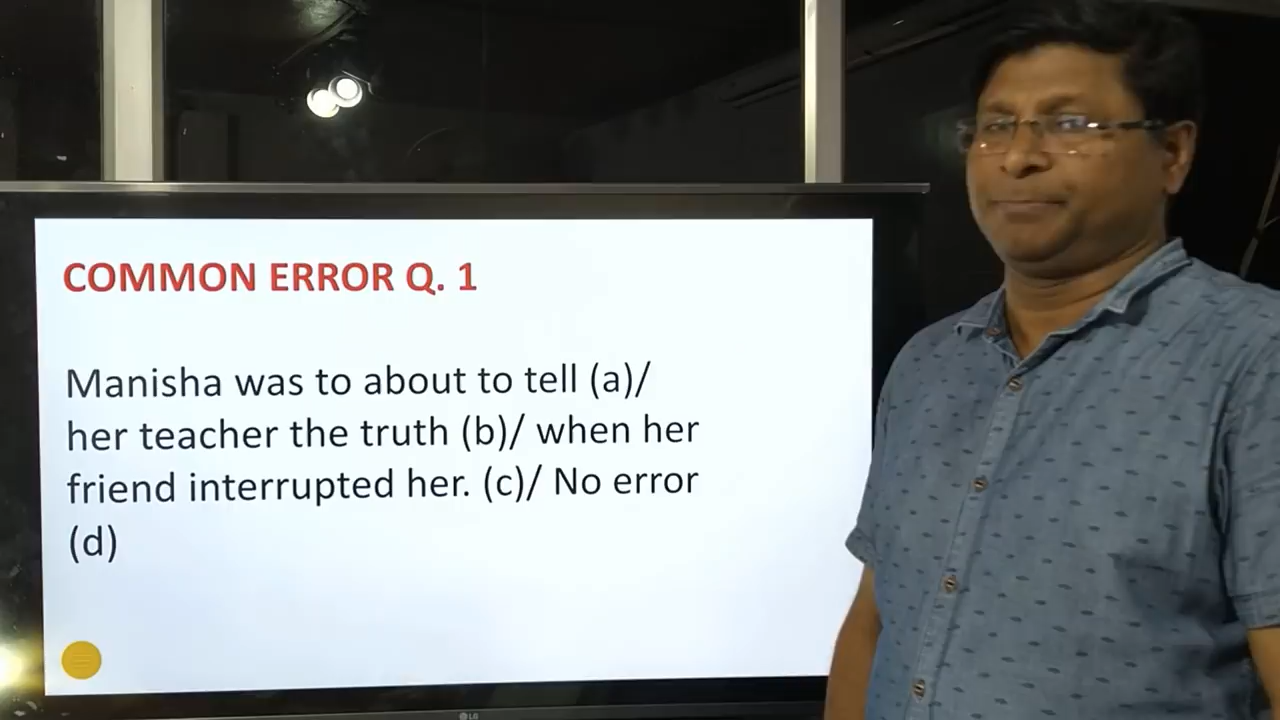 COMMON ERROR Q. 1
Manisha was to about to tell (a)/
her teacher the truth (b)/ when her
friend interrupted her. (c)/ No error
(d)
LG